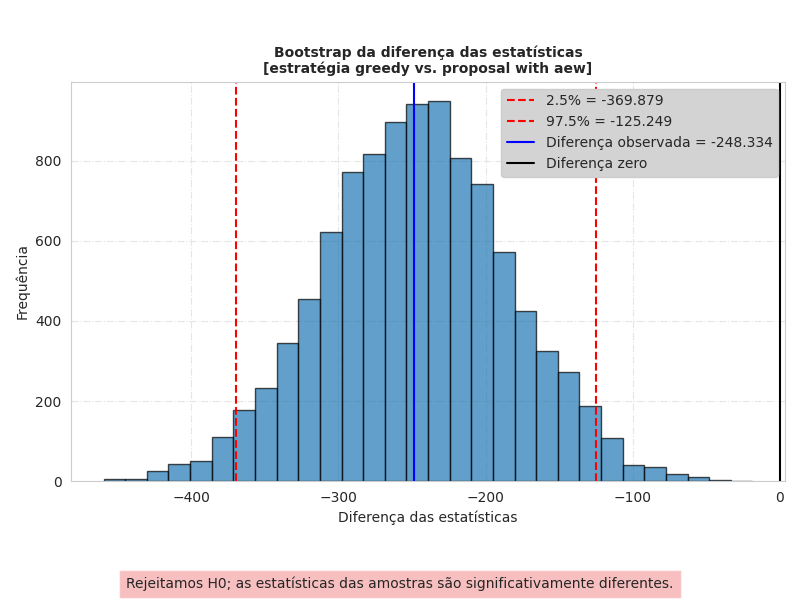 Bootstrap da diferença das estatísticas
[estratégia greedy vs. proposal with aew]
2.5% = -369.879
97.5% = -125.249
Diferença observada = -248.334
Diferença zero
Frequência
800
600
400
200
0
−400
−300
−200
−100
0
Diferença das estatísticas
Rejeitamos H0; as estatísticas das amostras são significativamente diferentes.